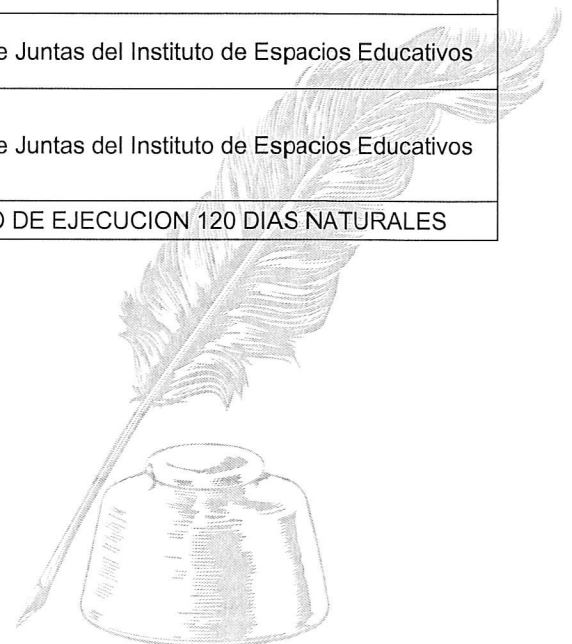 e Juntas del Instituto de Espacios Educativos
e Juntas del Instituto de Espacios Educativos
O DE EJECUCION 120 DIAS NATURALES